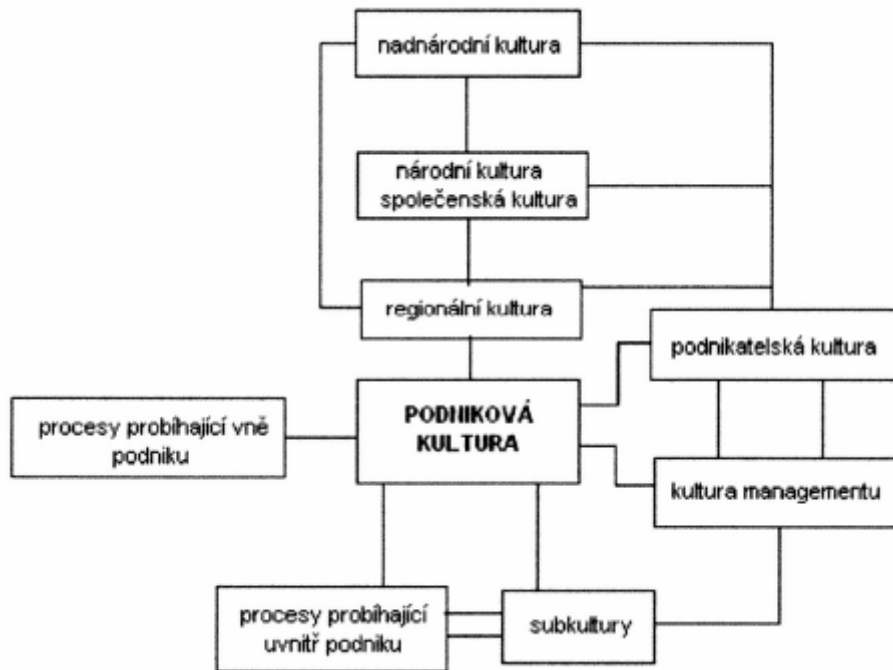 nadnárodní kultura
národní kultura
společenská kultura
regionální kultura
podnikatelská kultura
PODNIKOVÁ
KULTURA
procesy probíhající vně
podniku
kultura managementu
procesy probíhající
uvnitř podniku
subkultury